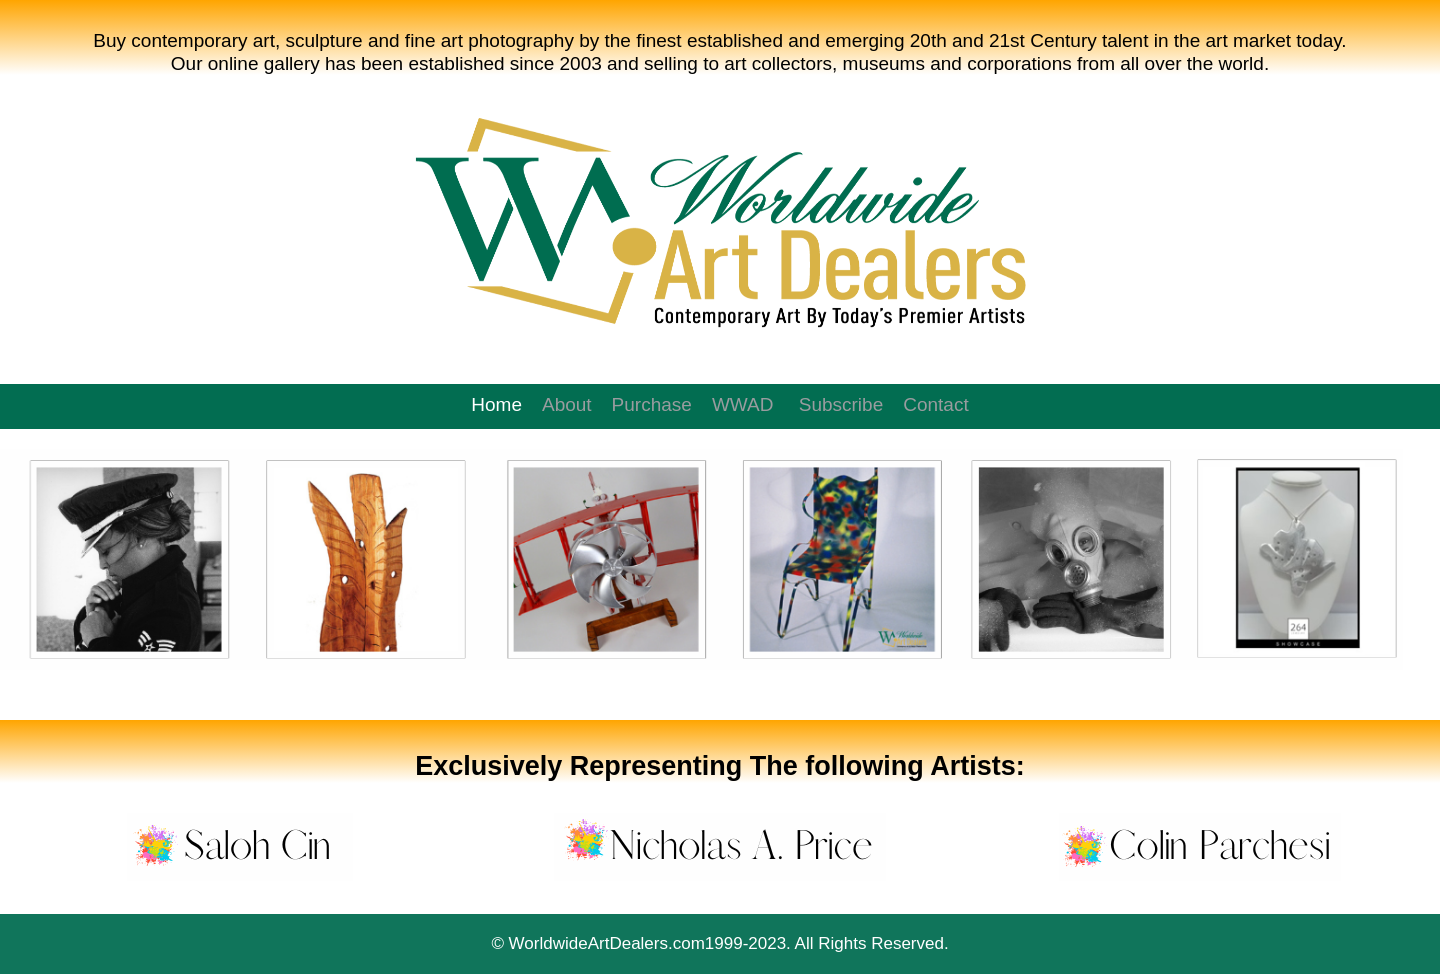 Buy contemporary art, sculpture and fine art photography by the finest established and emerging 20th and 21st Century talent in the art market today.
Our online gallery has been established since 2003 and selling to art collectors, museums and corporations from all over the world.
Worldwide
Art Dealers
Contemporary Art By Today's Premier Artists
Home About Purchase WWAD Subscribe Contact
Worldwide
264
SHOWCASE
Exclusively Representing The following Artists:
Saloh Cin Nicholas A. Price Colin Parchesi
© WorldwideArtDealers.com1999-2023. All Rights Reserved.